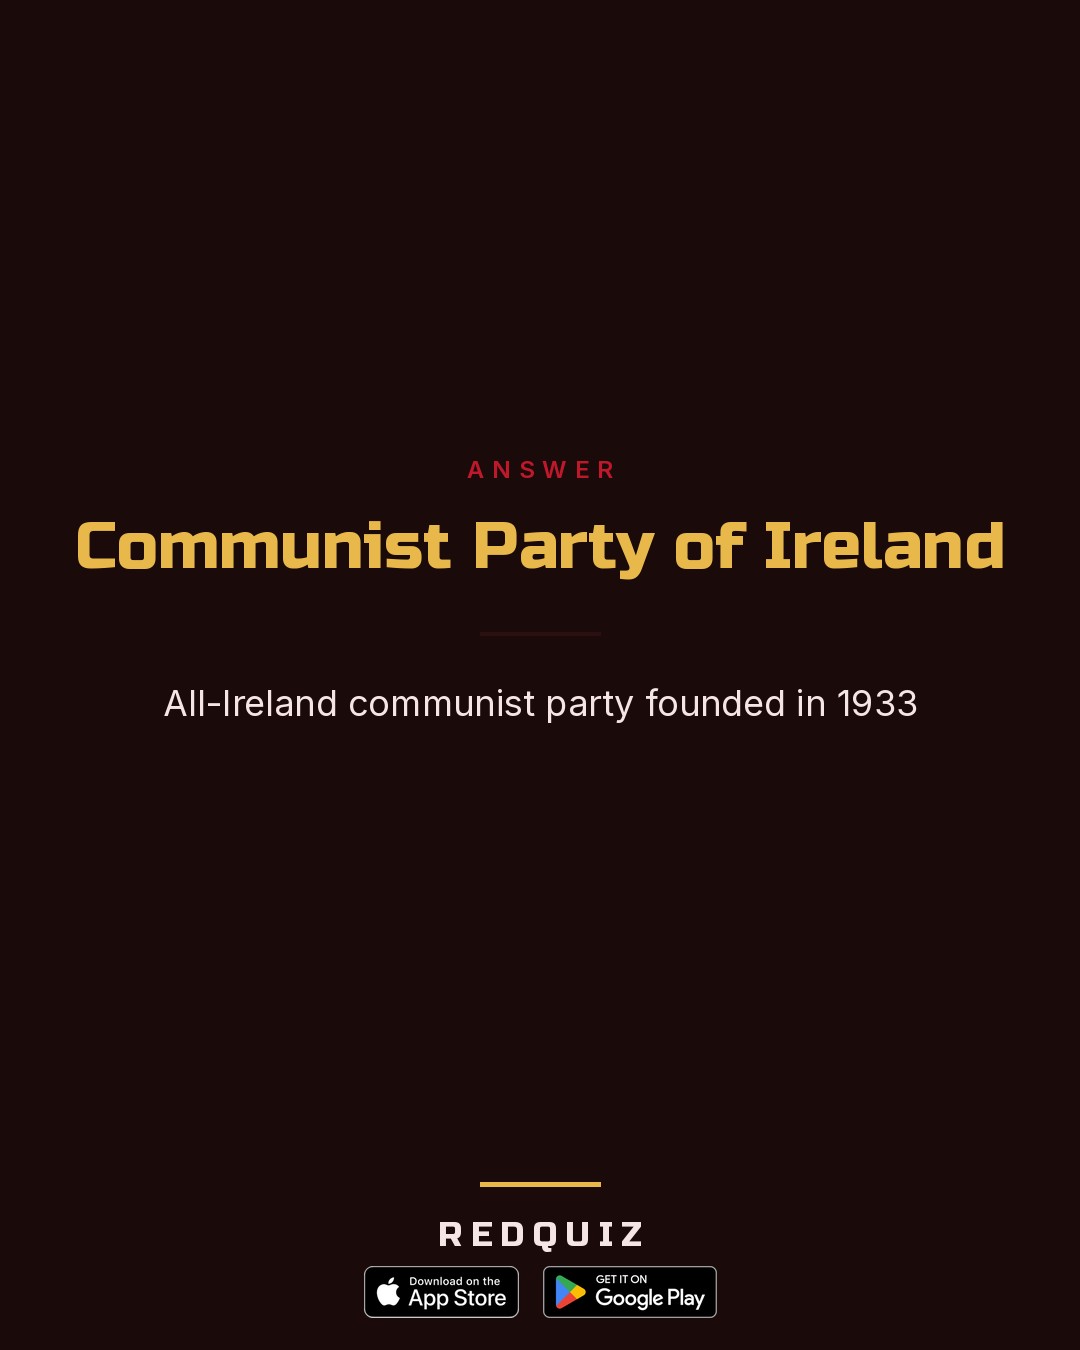 ANSWER
Communist Party of Ireland
All-Ireland communist party founded in 1933
REDQUIZ
Download on the
App Store
GET IT ON
Google Play